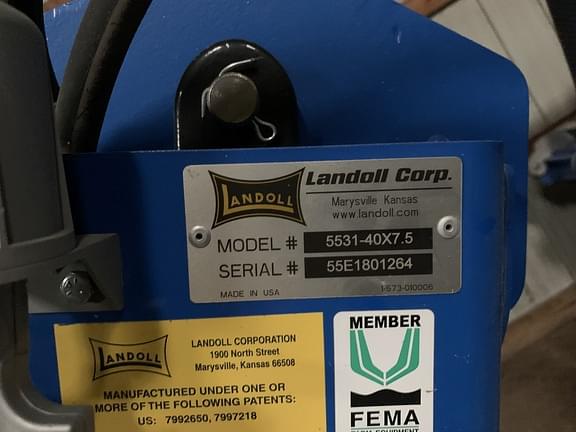 LANDOLL
Landoll Corp.
Marysville Kansas
www.landoll.com
MODEL # 5531-40X7.5
SERIAL # 55E1801264
MADE IN USA 1-573-010006
LANDOLL
LANDOLL CORPORATION
1900 North Street
Marysville, Kansas 66508
MANUFACTURED UNDER ONE OR
MORE OF THE FOLLOWING PATENTS:
US: 7992650, 7997218
MEMBER
FEMA
FARM EQUIPMENT